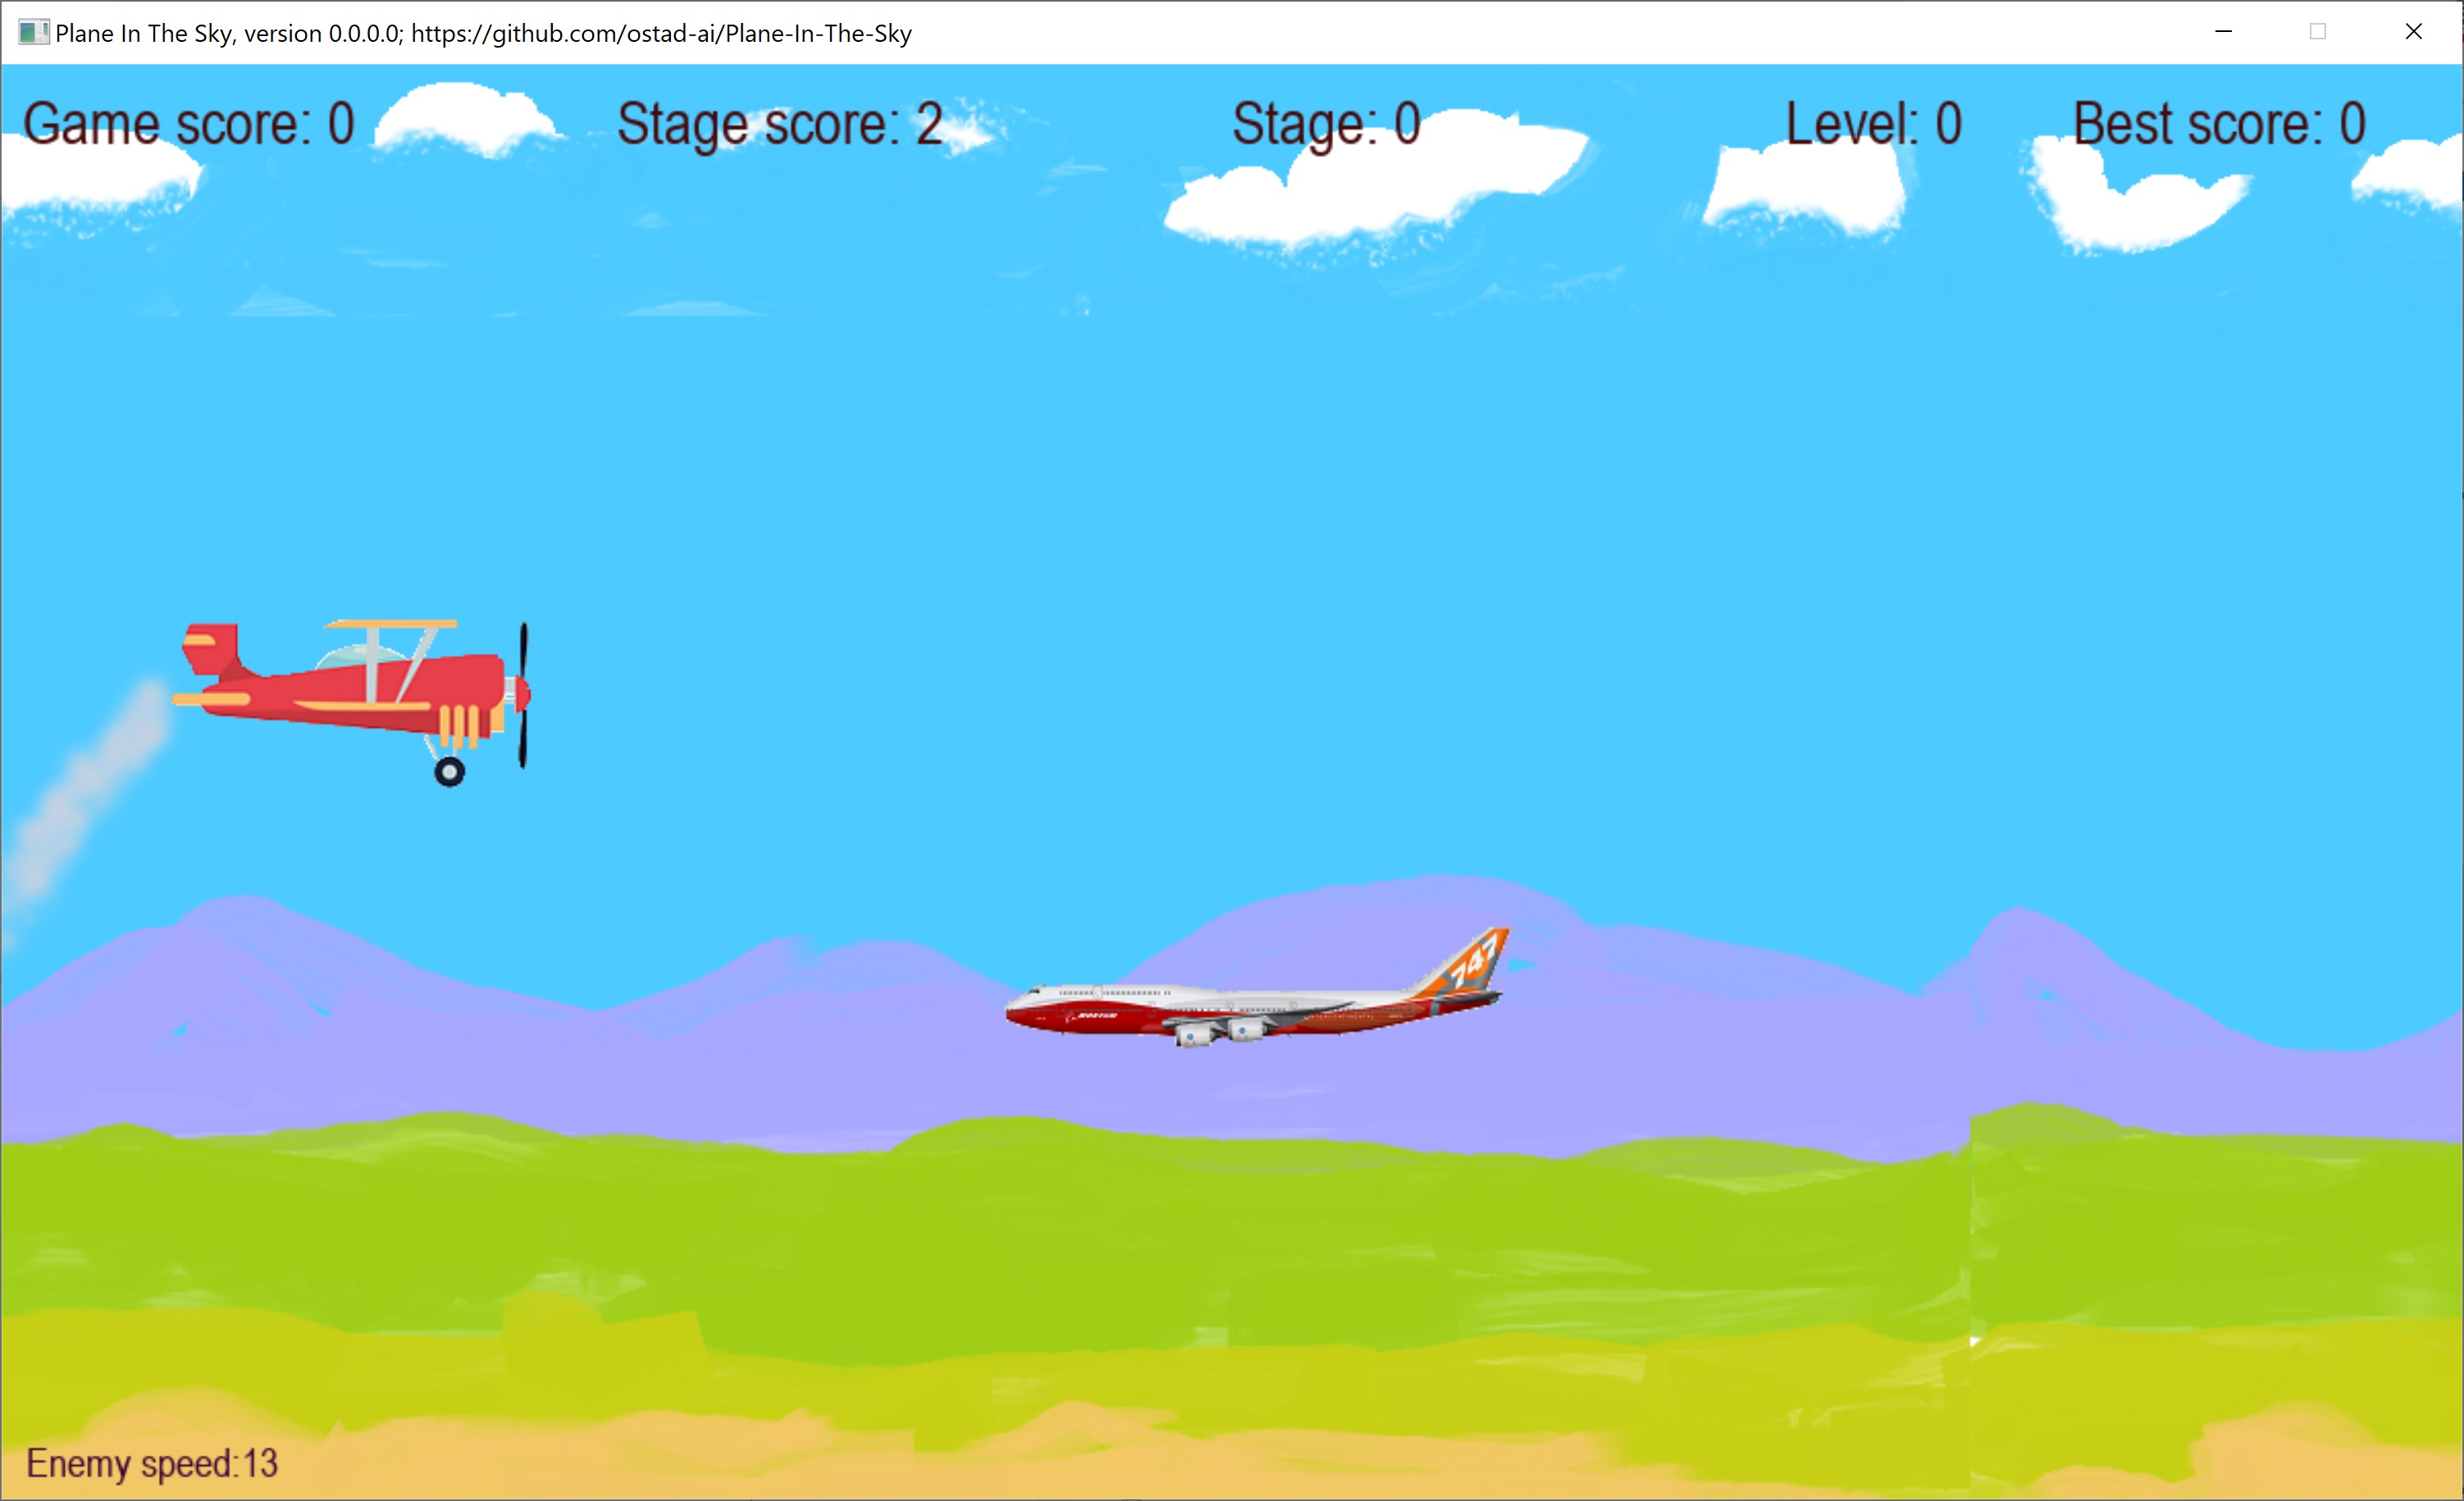 Plane In The Sky, version 0.0.0.0; https://github.com/ostad-ai/Plane-In-The-Sky
Game score: 0
Stage score: 2
Stage: 0
Level: 0
Best score: 0
747
BOEING
Enemy speed:13